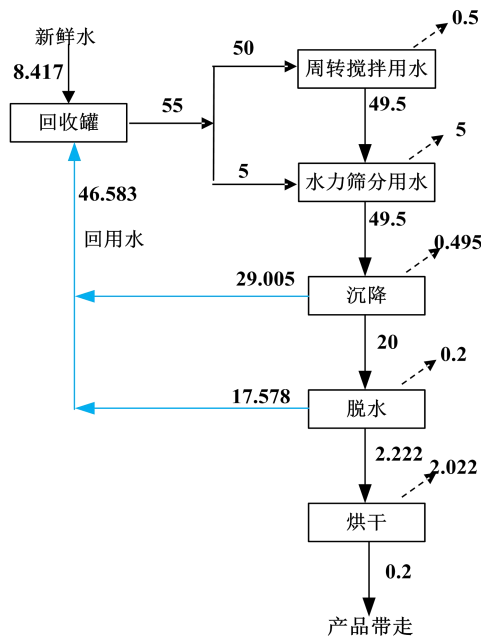 新鲜水
8.417
回收罐
55
50
5
周转搅拌用水
0.5
49.5
水力筛分用水
5
49.5
46.583
回用水
29.005
沉降
0.495
20
17.578
脱水
0.2
2.222
烘干
2.022
0.2
产品带走